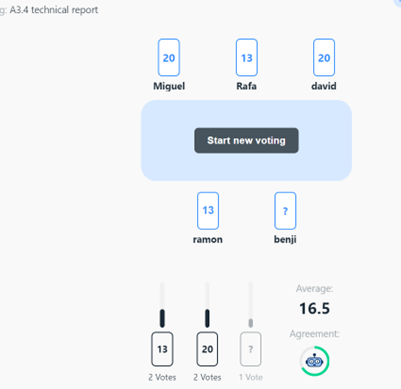 g: A3.4 technical report
20 13 20
Miguel Rafa david
Start new voting
13 ?
ramon benji
Average:
16.5
Agreement:
13 20 ?
2 Votes 2 Votes 1 Vote